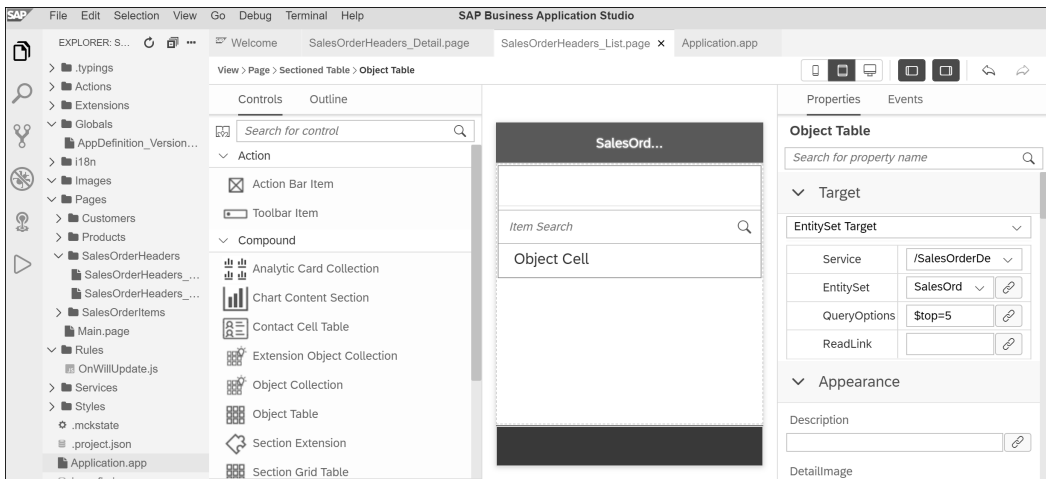 SAP File Edit Selection View Go Debug Terminal Help SAP Business Application Studio
EXPLORER: S... Welcome SalesOrderHeaders_Detail.page SalesOrderHeaders_List.page × Application.app
.typings
Actions
Extensions
Globals
AppDefinition_Version...
i18n
Images
Pages
Customers
Products
SalesOrderHeaders
SalesOrderHeaders_...
SalesOrderHeaders_...
SalesOrderItems
Main.page
Rules
OnWillUpdate.js
Services
Styles
.mckstate
.project.json
Application.app
View > Page > Sectioned Table > Object Table
Controls Outline
Search for control
Action
Action Bar Item
Toolbar Item
Compound
Analytic Card Collection
Chart Content Section
Contact Cell Table
Extension Object Collection
Object Collection
Object Table
Section Extension
Section Grid Table
SalesOrd...
Item Search
Object Cell
Properties Events
Object Table
Search for property name
Target
EntitySet Target
Service /SalesOrderDe
EntitySet SalesOrd
QueryOptions $top=5
ReadLink
Appearance
Description
DetailImage